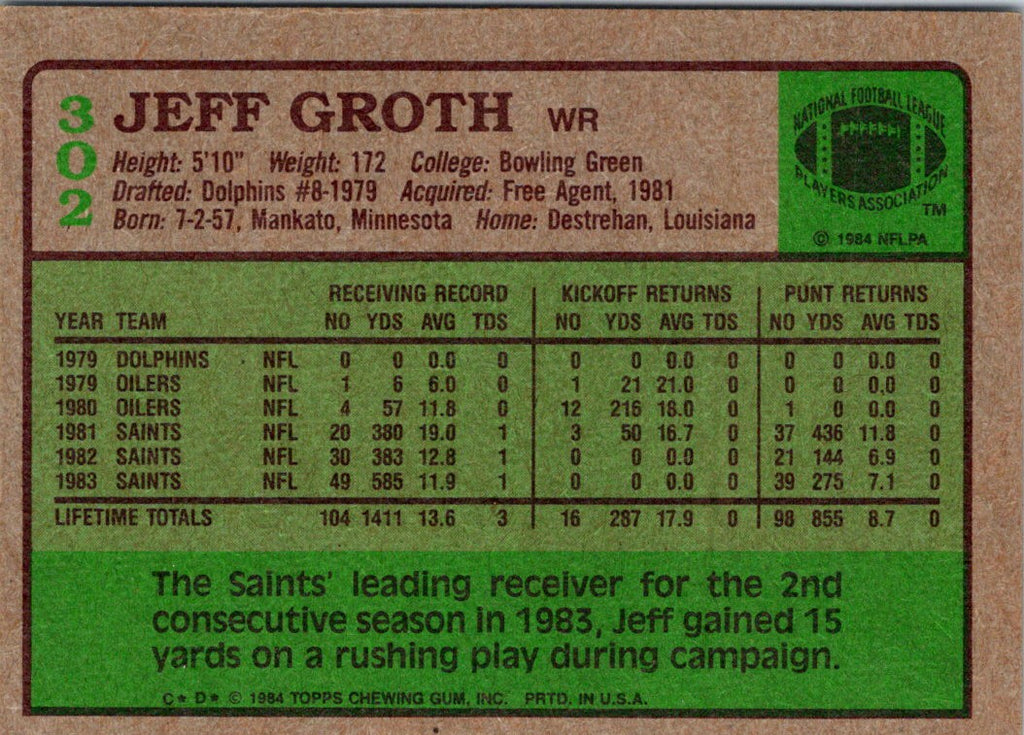 302
JEFF GROTH WR
Height: 5'10" Weight: 172 College: Bowling Green
Drafted: Dolphins #8-1979 Acquired: Free Agent, 1981
Born: 7-2-57, Mankato, Minnesota Home: Destrehan, Louisiana
NATIONAL FOOTBALL LEAGUE
PLAYERS ASSOCIATION
TM
© 1984 NFLPA
RECEIVING RECORD KICKOFF RETURNS PUNT RETURNS
YEAR TEAM NO YDS AVG TDS NO YDS AVG TDS NO YDS AVG TDS
1979 DOLPHINS NFL 0 0 0.0 0 0 0 0.0 0 0 0 0.0 0
1979 OILERS NFL 1 6 6.0 0 1 21 21.0 0 0 0 0.0 0
1980 OILERS NFL 4 57 11.8 0 12 216 18.0 0 1 0 0.0 0
1981 SAINTS NFL 20 380 19.0 1 3 50 16.7 0 37 436 11.8 0
1982 SAINTS NFL 30 383 12.8 1 0 0 0.0 0 21 144 6.9 0
1983 SAINTS NFL 49 585 11.9 1 0 0 0.0 0 39 275 7.1 0
LIFETIME TOTALS 104 1411 13.6 3 16 287 17.9 0 98 855 8.7 0
The Saints' leading receiver for the 2nd
consecutive season in 1983, Jeff gained 15
yards on a rushing play during campaign.
C* D* © 1984 TOPPS CHEWING GUM, INC. PRTD. IN U.S.A.